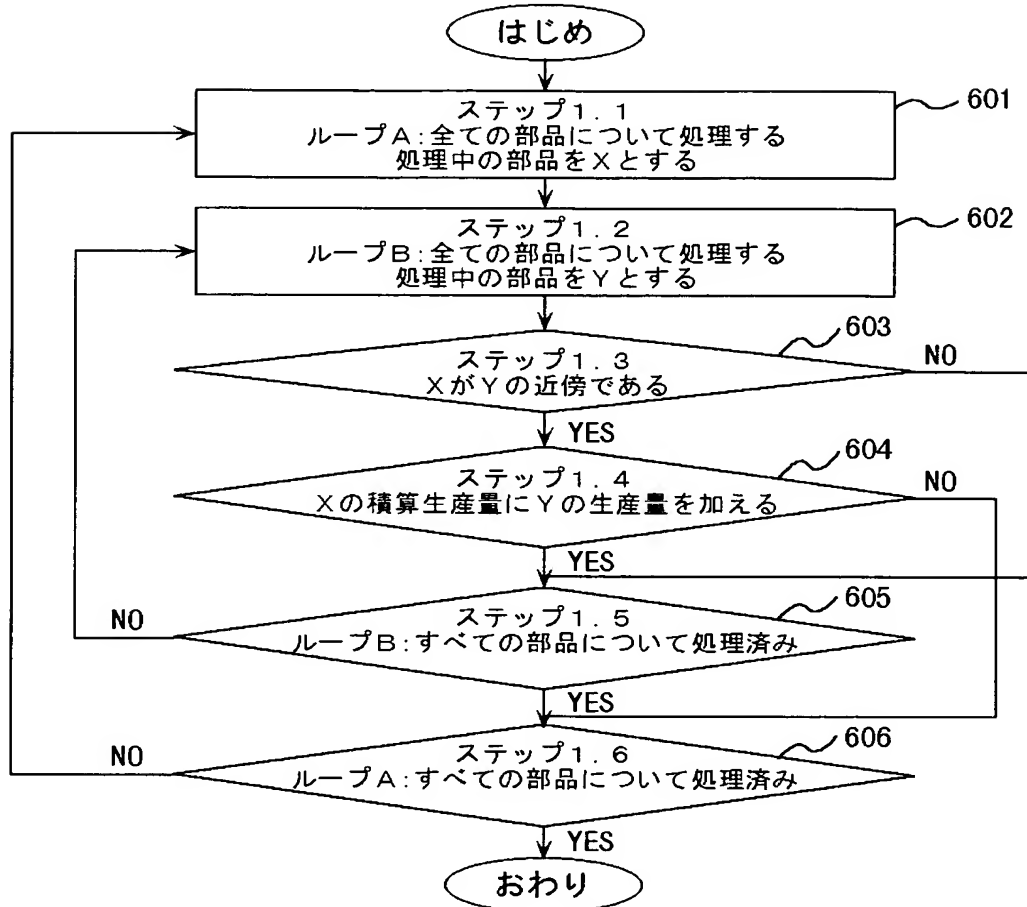 はじめ
601
ステップ1.1
ループA:全ての部品について処理する
処理中の部品をXとする
602
ステップ1.2
ループB:全ての部品について処理する
処理中の部品をYとする
603
NO
ステップ1.3
XがYの近傍である
YES
604
NO
ステップ1.4
Xの積算生産量にYの生産量を加える
YES
605
NO
ステップ1.5
ループB:すべての部品について処理済み
YES
606
NO
ステップ1.6
ループA:すべての部品について処理済み
YES
おわり